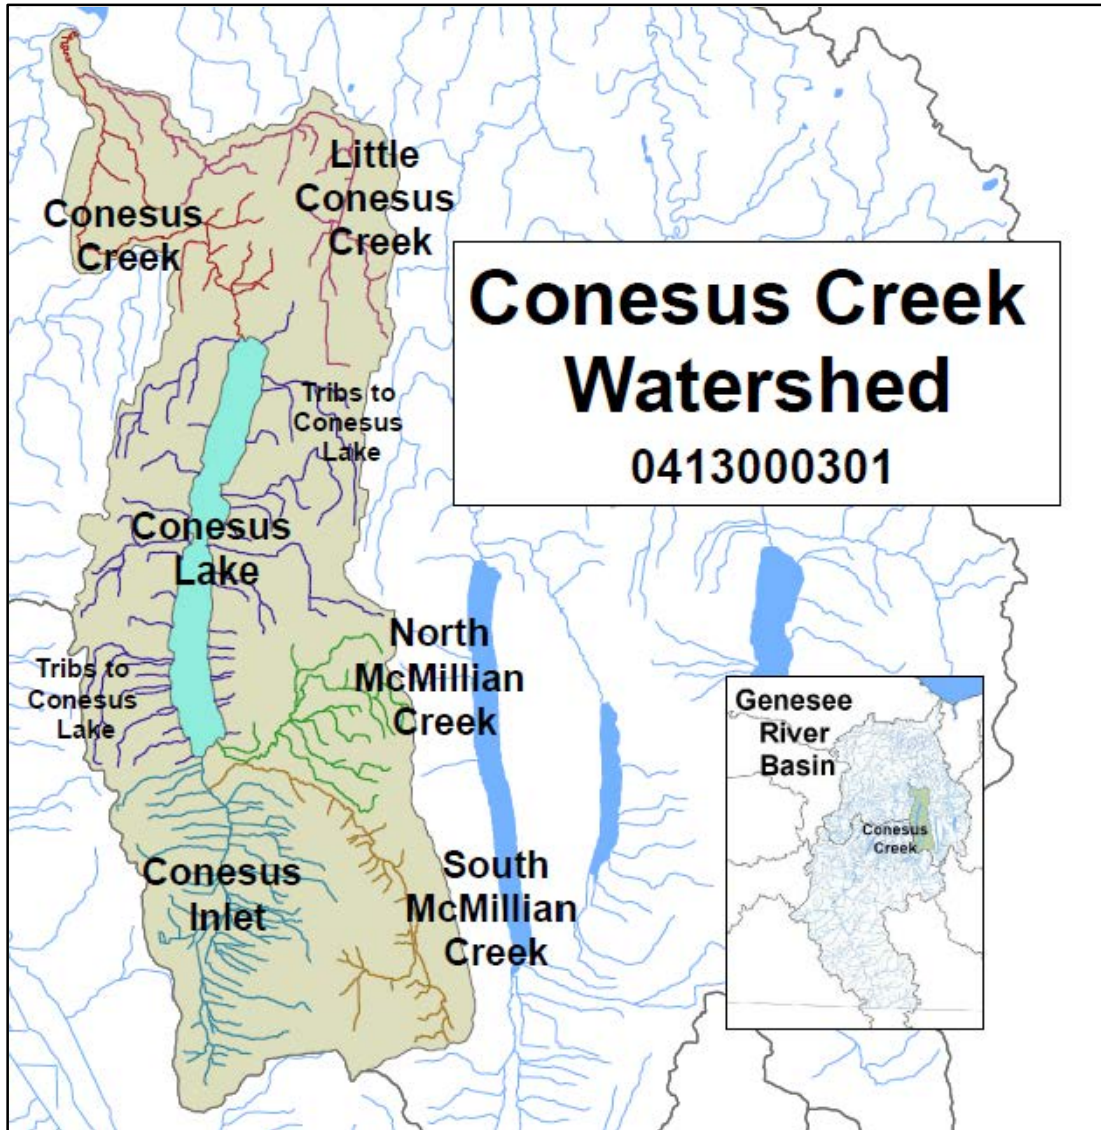 Little
Conesus
Creek
Conesus
Creek
Conesus Creek
Watershed
0413000301
Tribs to
Conesus
Lake
Conesus
Lake
North
McMillian
Creek
Tribs to
Conesus
Lake
Genesee
River
Basin
Conesus
Creek
Conesus
Inlet
South
McMillian
Creek